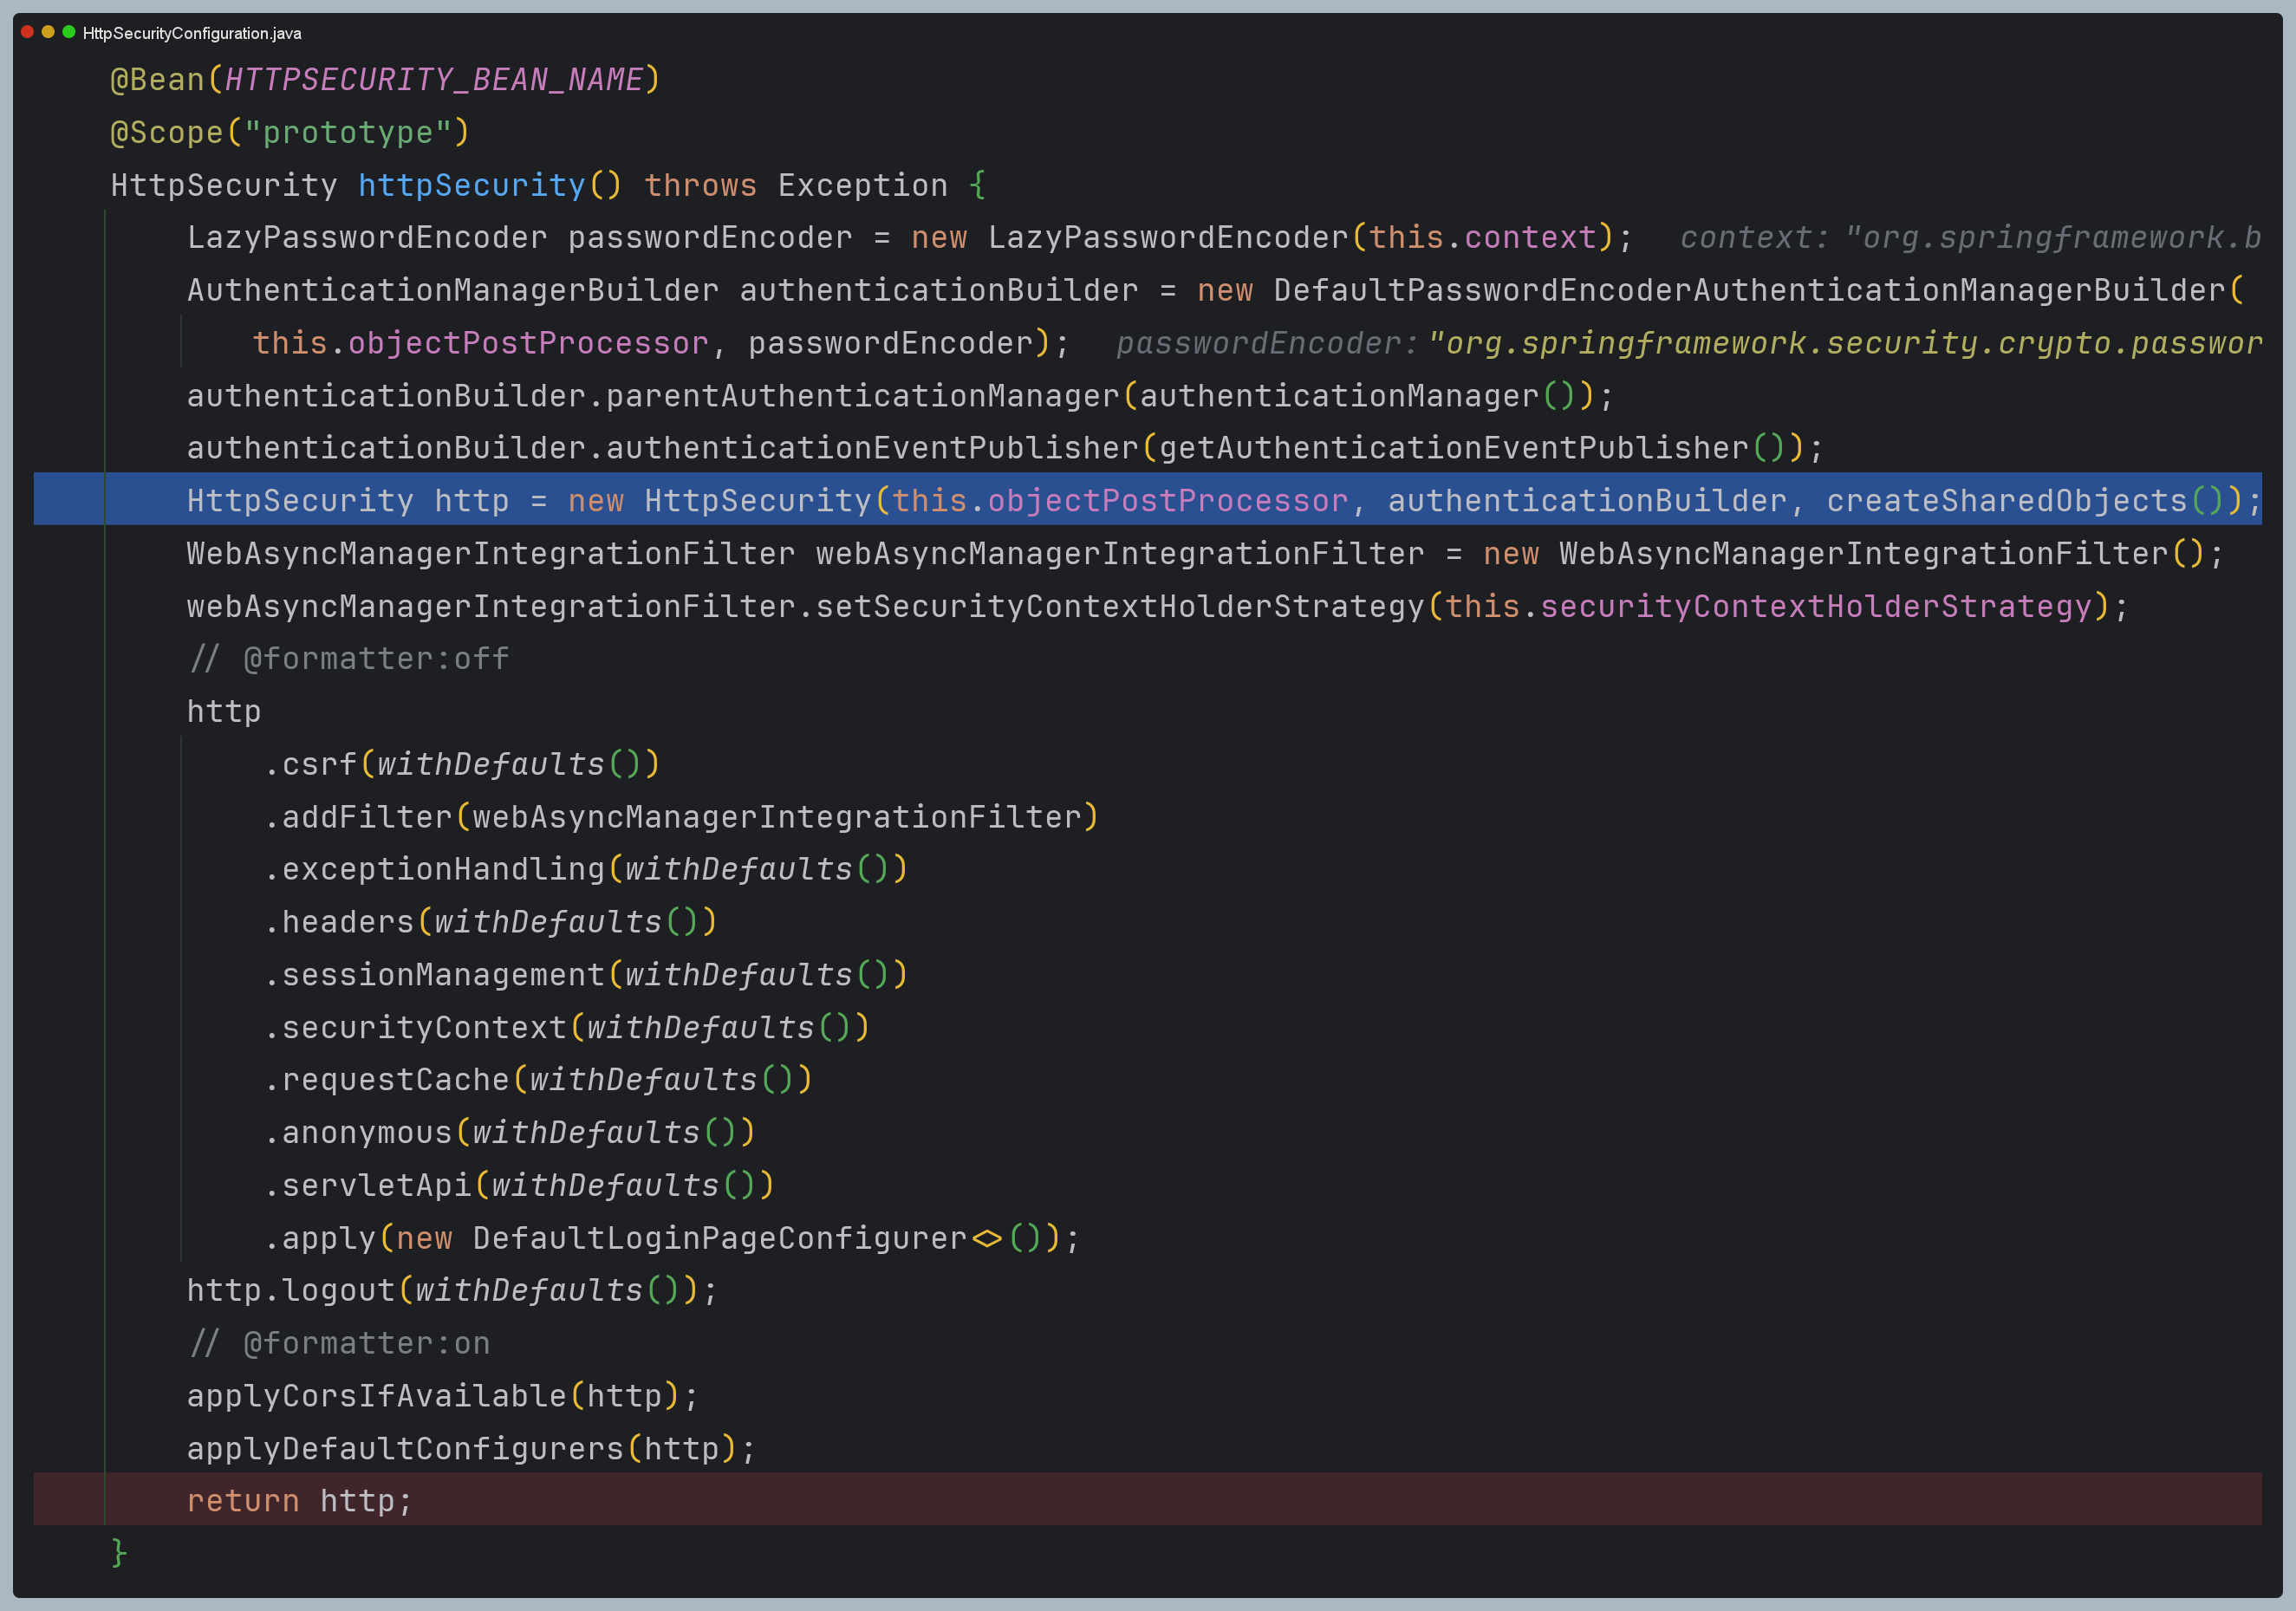 HttpSecurityConfiguration.java
@Bean(HTTPSECURITY_BEAN_NAME)
@Scope("prototype")
HttpSecurity httpSecurity() throws Exception {
LazyPasswordEncoder passwordEncoder = new LazyPasswordEncoder(this.context); context: "org.springframework.b
AuthenticationManagerBuilder authenticationBuilder = new DefaultPasswordEncoderAuthenticationManagerBuilder(
this.objectPostProcessor, passwordEncoder); passwordEncoder: "org.springframework.security.crypto.passwor
authenticationBuilder.parentAuthenticationManager(authenticationManager());
authenticationBuilder.authenticationEventPublisher(getAuthenticationEventPublisher());
HttpSecurity http = new HttpSecurity(this.objectPostProcessor, authenticationBuilder, createSharedObjects());
WebAsyncManagerIntegrationFilter webAsyncManagerIntegrationFilter = new WebAsyncManagerIntegrationFilter();
webAsyncManagerIntegrationFilter.setSecurityContextHolderStrategy(this.securityContextHolderStrategy);
// @formatter:off
http
.csrf(withDefaults())
.addFilter(webAsyncManagerIntegrationFilter)
.exceptionHandling(withDefaults())
.headers(withDefaults())
.sessionManagement(withDefaults())
.securityContext(withDefaults())
.requestCache(withDefaults())
.anonymous(withDefaults())
.servletApi(withDefaults())
.apply(new DefaultLoginPageConfigurer<>());
http.logout(withDefaults());
// @formatter:on
applyCorsIfAvailable(http);
applyDefaultConfigurers(http);
return http;
}